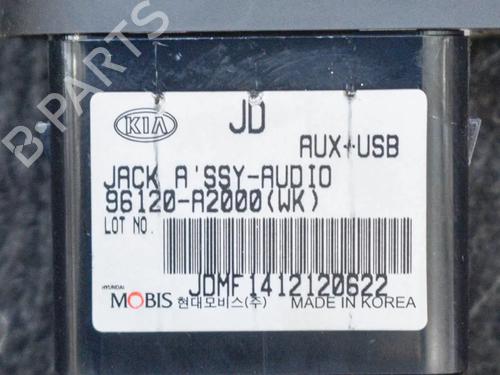 KIA JD
AUX+USB
JACK A'SSY-AUDIO
96120-A2000(WK)
LOT NO.
JDMF1412120622
HYUNDAI
MOBIS 현대모비스(주) MADE IN KOREA
B-PARTS